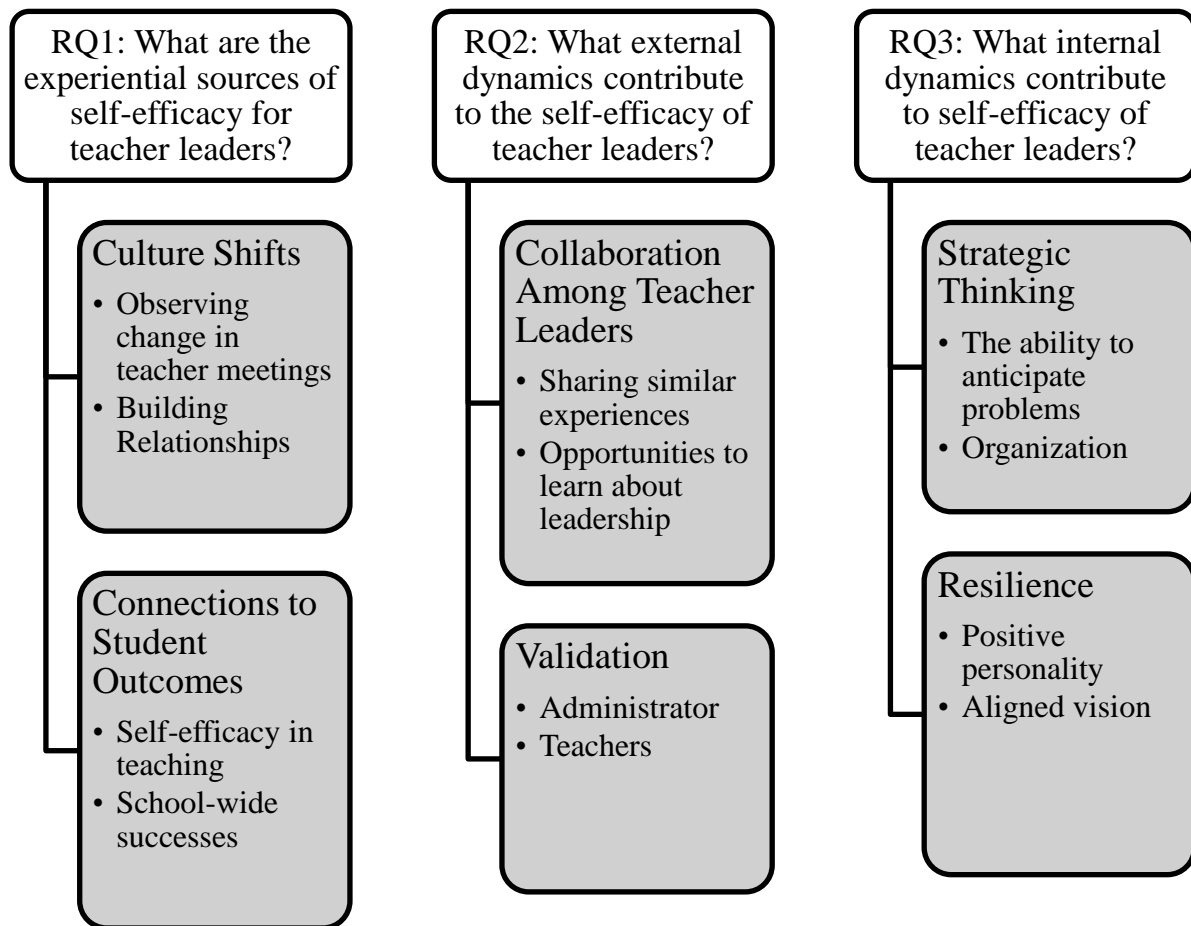 RQ1: What are the
experiential sources of
self-efficacy for
teacher leaders?
Culture Shifts
• Observing
change in
teacher meetings
• Building
Relationships
Connections to
Student
Outcomes
• Self-efficacy in
teaching
• School-wide
successes
RQ2: What external
dynamics contribute
to the self-efficacy of
teacher leaders?
Collaboration
Among Teacher
Leaders
• Sharing similar
experiences
• Opportunities to
learn about
leadership
Validation
• Administrator
• Teachers
RQ3: What internal
dynamics contribute
to self-efficacy of
teacher leaders?
Strategic
Thinking
• The ability to
anticipate
problems
• Organization
Resilience
• Positive
personality
• Aligned vision